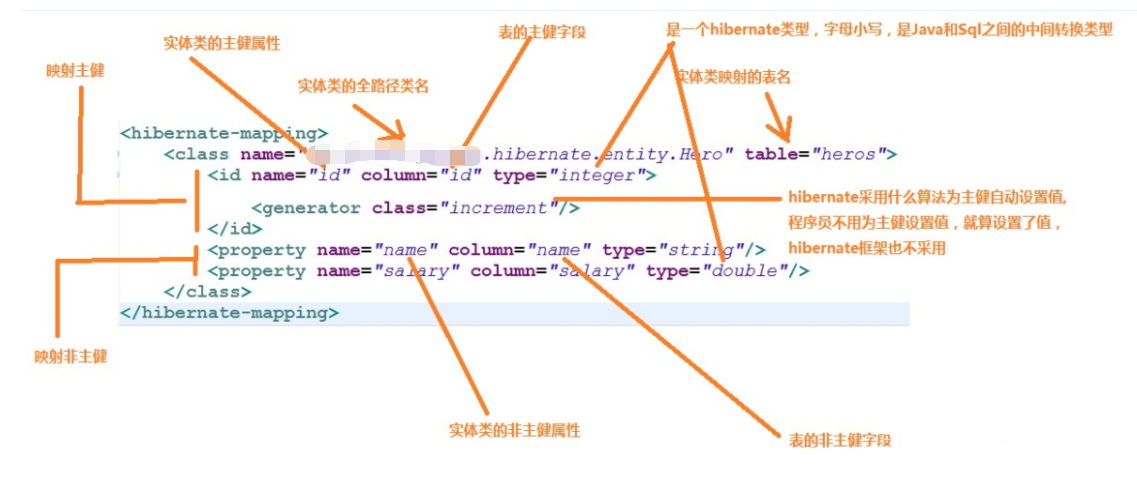 是一个hibernate类型，字母小写，是Java和Sql之间的中间转换类型
表的主健字段
实体类的主健属性
映射主健
实体类的全路径类名
实体类映射的表名
<hibernate-mapping>
<class name=".hibernate.entity.Hero" table="heros">
<id name="id" column="id" type="integer">
<generator class="increment"/>
</id>
<property name="name" column="name" type="string"/>
<property name="salary" column="salary" type="double"/>
</class>
</hibernate-mapping>
hibernate采用什么算法为主健自动设置值,
程序员不用为主健设置值，就算设置了值，
hibernate框架也不采用
映射非主健
实体类的非主健属性
表的非主健字段